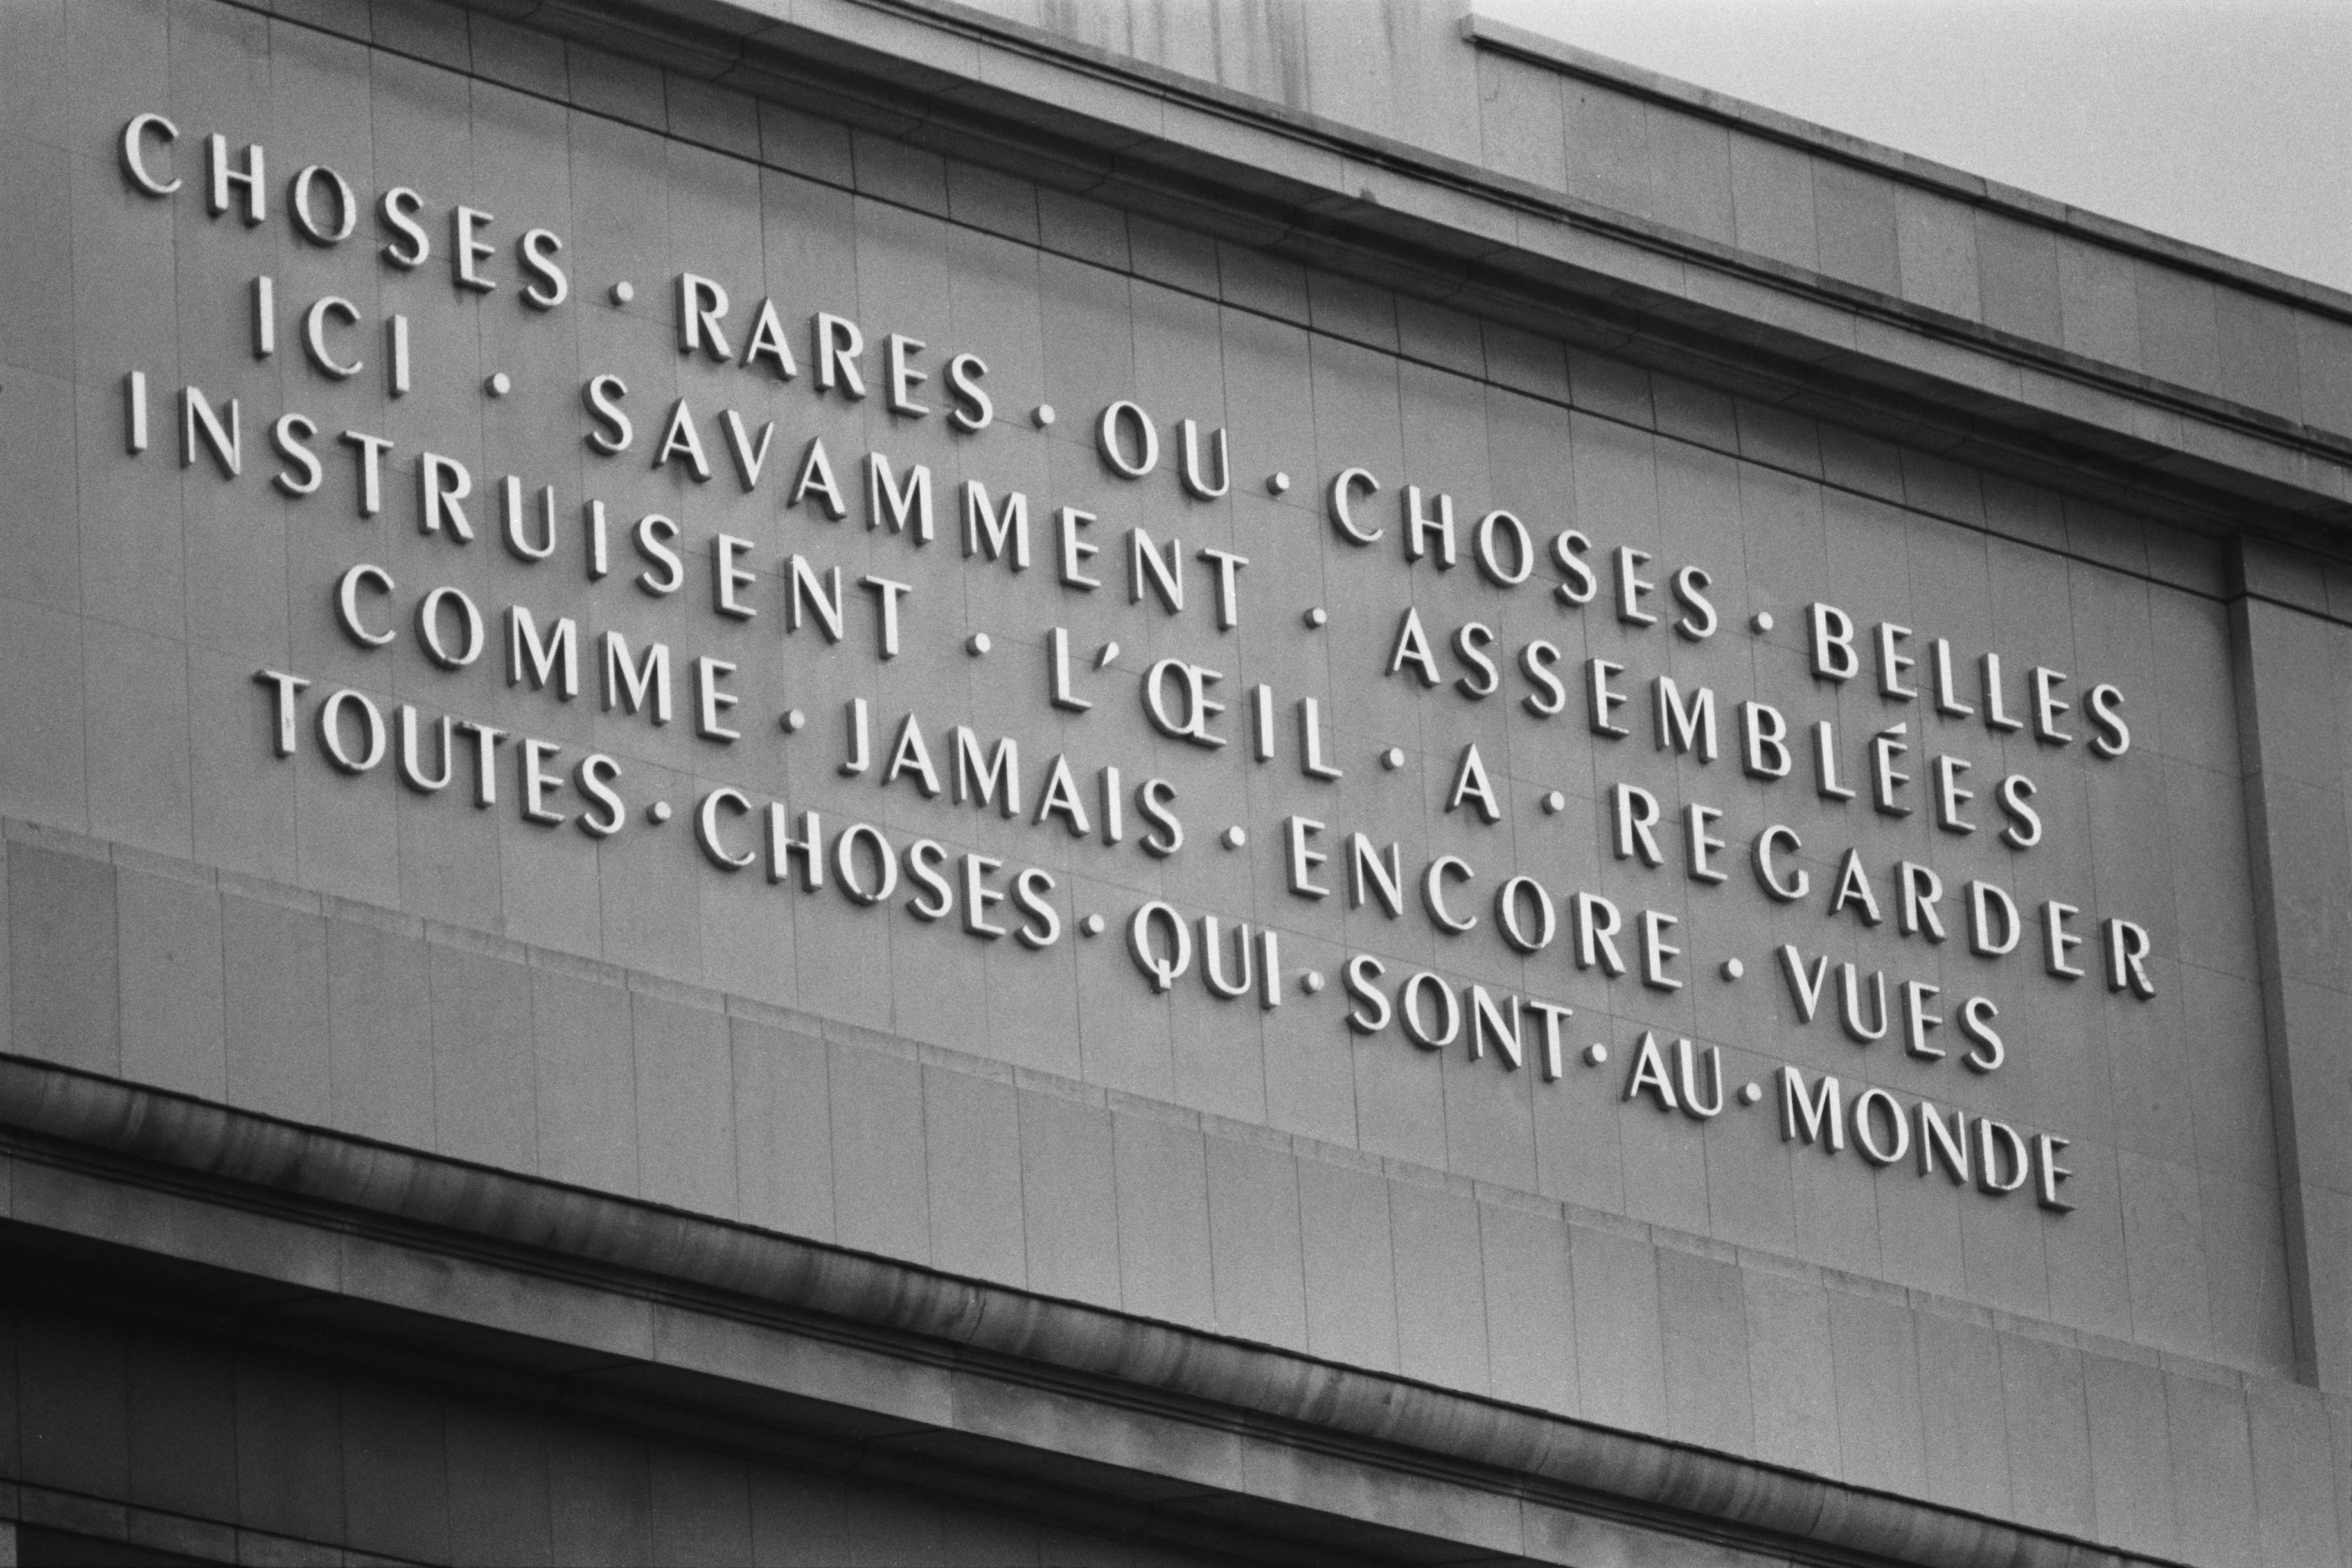 CHOSES · RARES · OU · CHOSES · BELLES
ICI · SAVAMMENT · ASSEMBLÉES
INSTRUISENT · L'ŒIL · A · REGARDER
COMME · JAMAIS · ENCORE · VUES
TOUTES · CHOSES · QUI · SONT · AU · MONDE